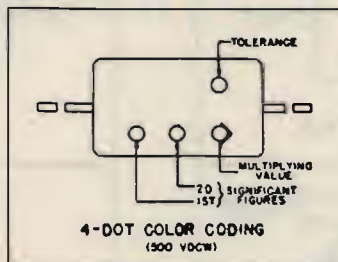 TOLERANCE
MULTIPLYING
VALUE
2D } SIGNIFICANT
1ST } FIGURES
4-DOT COLOR CODING
(500 VDCW)